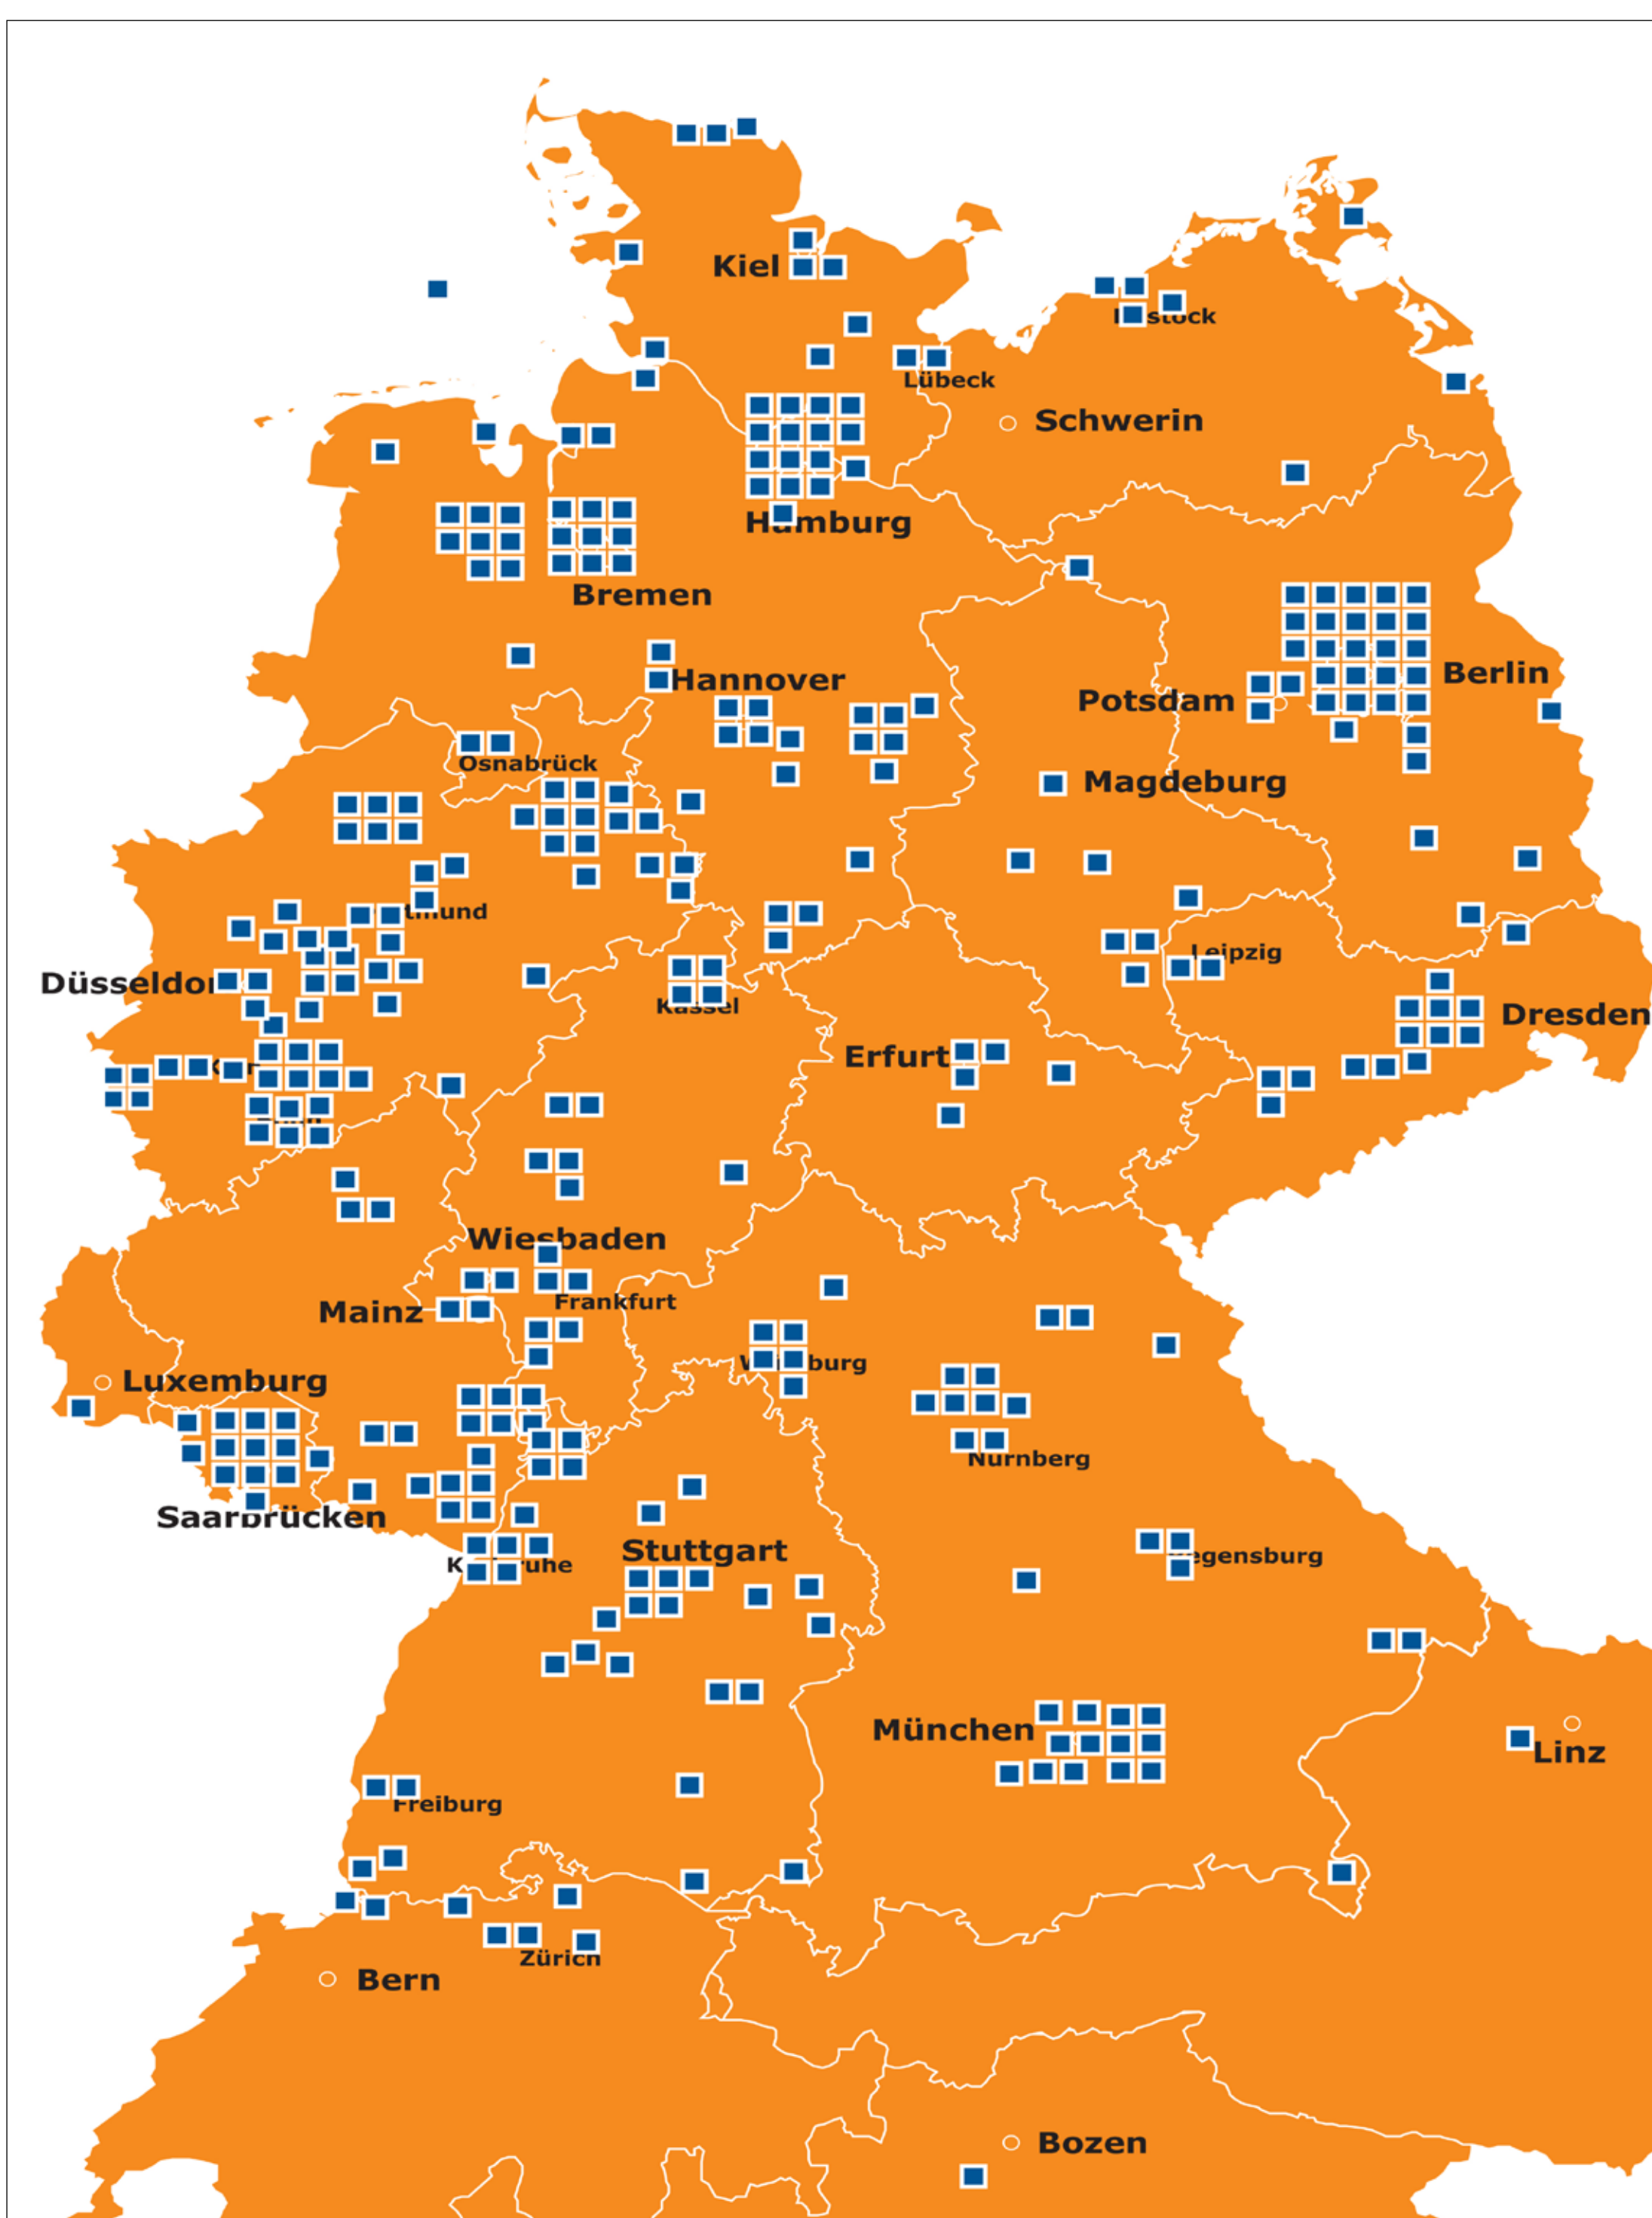 Kiel
Lübeck
Schwerin
Hamburg
Bremen
Hannover
Berlin
Potsdam
Osnabrück
Magdeburg
Leipzig
Kassel
Dresden
Erfurt
Wiesbaden
Frankfurt
Mainz
Luxemburg
Nürnberg
Saarbrücken
Stuttgart
München
Linz
Freiburg
Zürich
Bern
Bozen